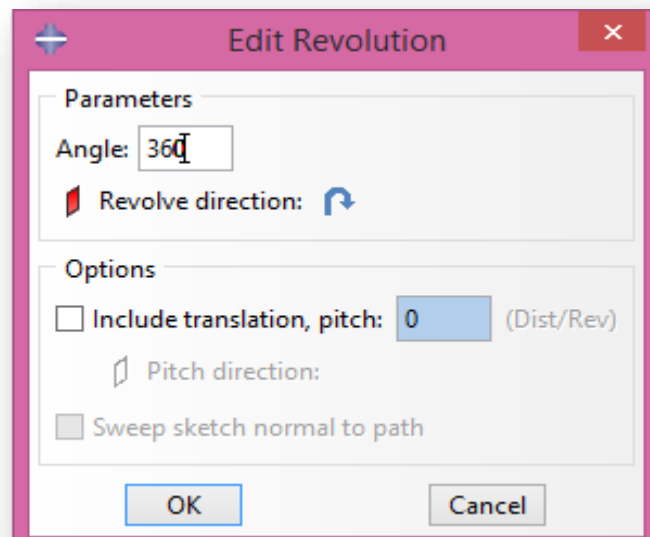 Edit Revolution
Parameters
Angle: 360
Revolve direction:
Options
Include translation, pitch: 0 (Dist/Rev)
Pitch direction:
Sweep sketch normal to path
OK Cancel